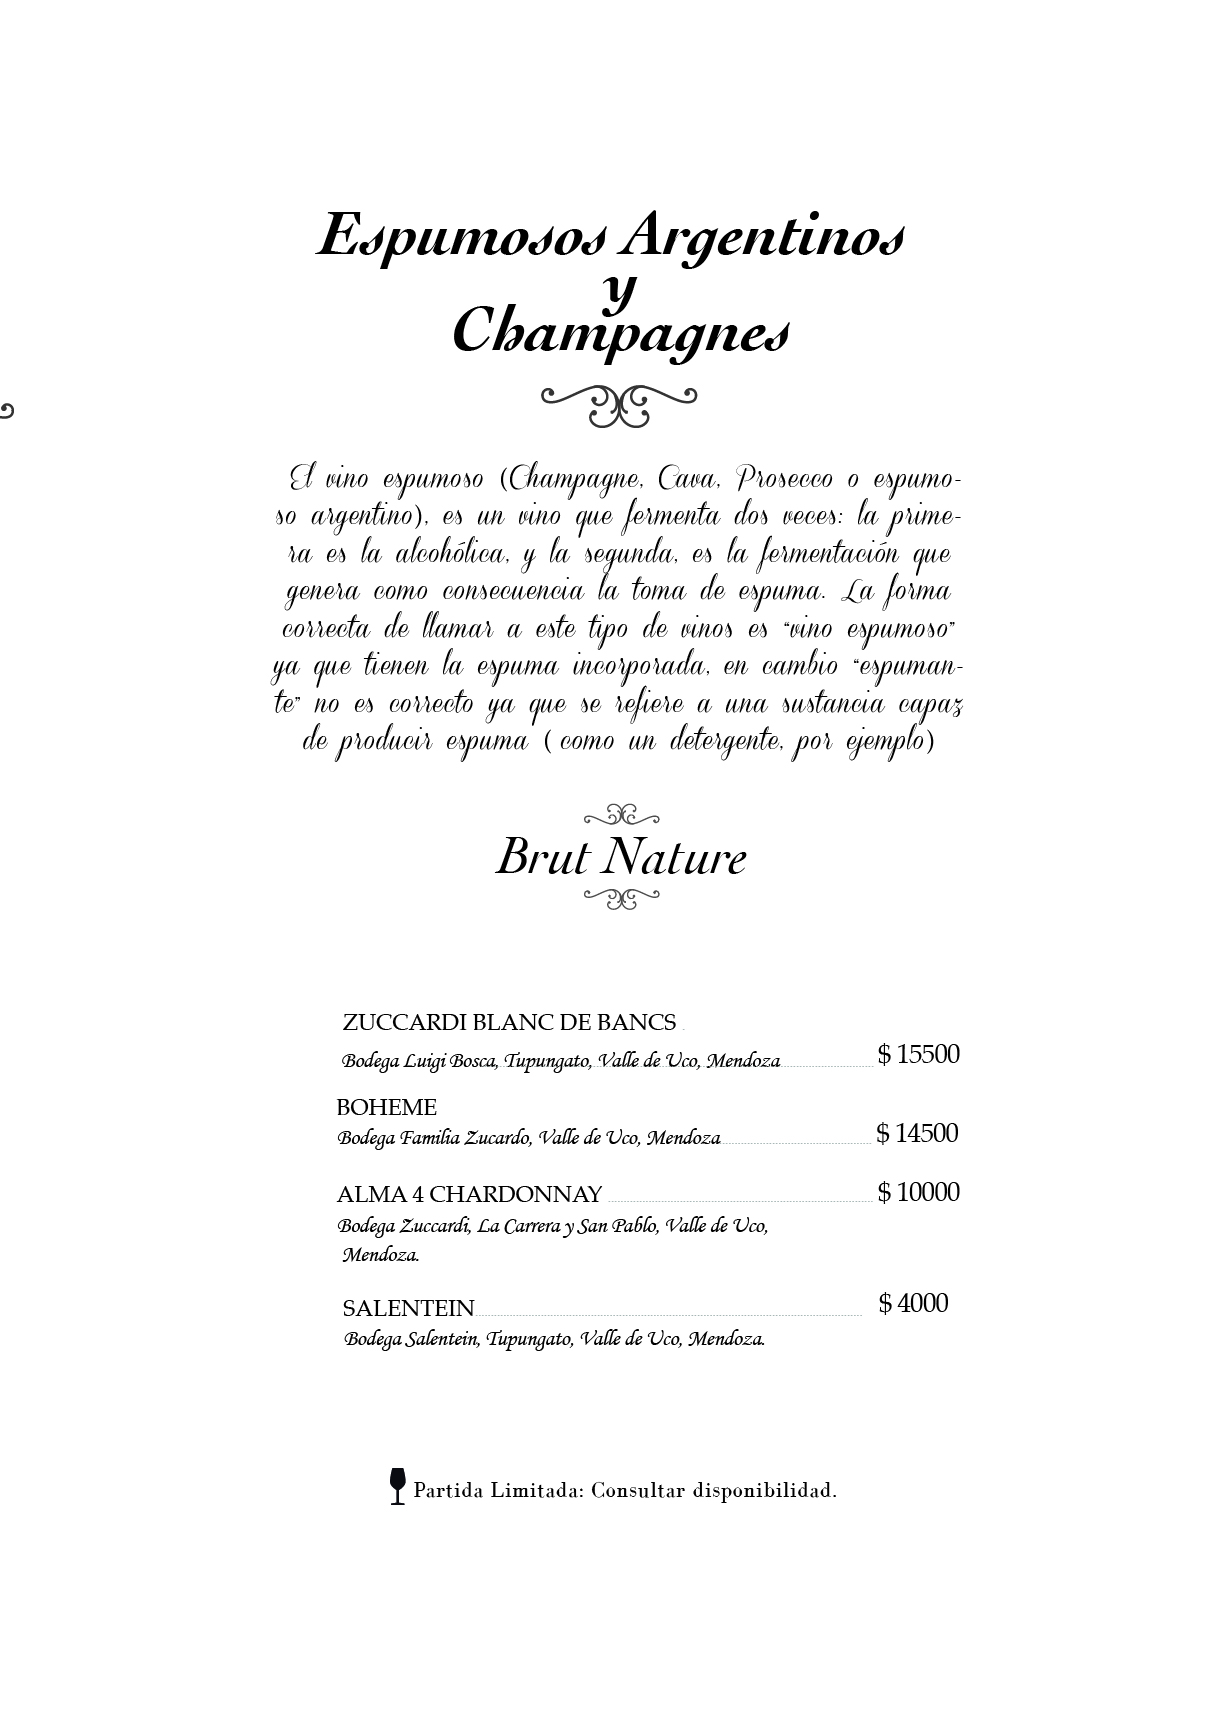 Espumosos Argentinos
y
Champagnes
El vino espumoso (Champagne, Cava, Prosecco o espumo-
so argentino), es un vino que fermenta dos veces: la prime-
ra es la alcohólica, y la segunda, es la fermentación que
genera como consecuencia la toma de espuma. La forma
correcta de llamar a este tipo de vinos es “vino espumoso”
ya que tienen la espuma incorporada, en cambio “espuman-
te” no es correcto ya que se refiere a una sustancia capaz
de producir espuma ( como un detergente, por ejemplo)
Brut Nature
ZUCCARDI BLANC DE BANCS
Bodega Luigi Bosca, Tupungato, Valle de Uco, Mendoza $ 15500
BOHEME
Bodega Familia Zucardo, Valle de Uco, Mendoza $ 14500
ALMA 4 CHARDONNAY $ 10000
Bodega Zuccardi, La Carrera y San Pablo, Valle de Uco,
Mendoza.
SALENTEIN $ 4000
Bodega Salentein, Tupungato, Valle de Uco, Mendoza.
Partida Limitada: Consultar disponibilidad.